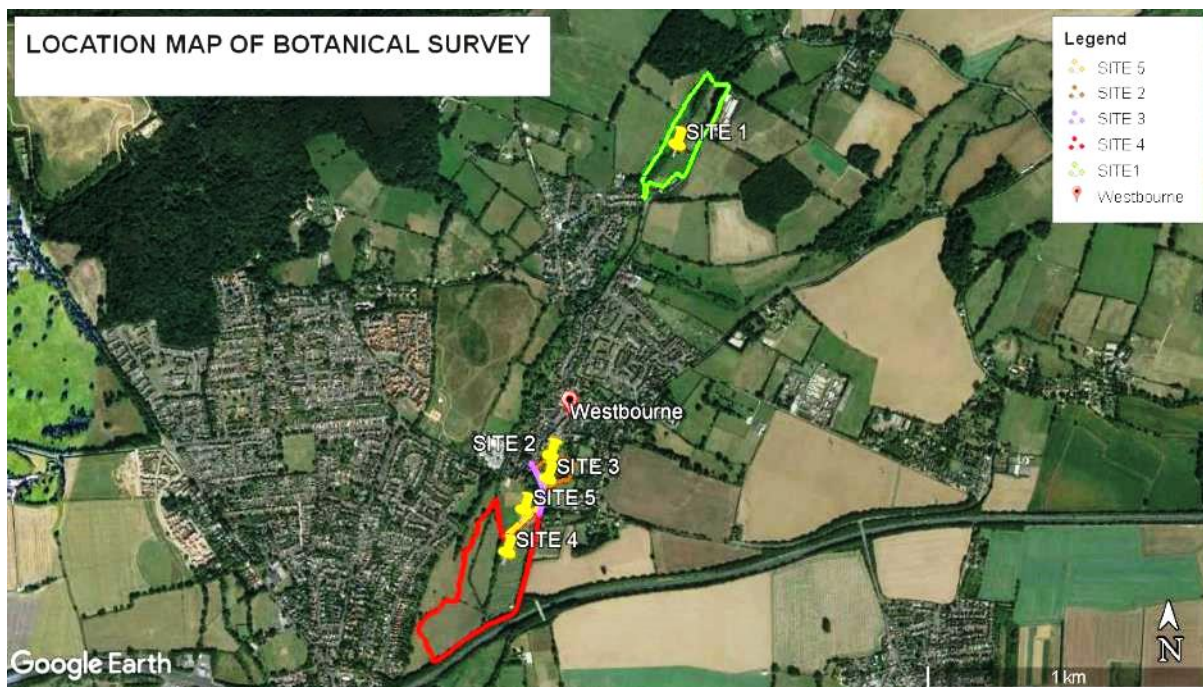 LOCATION MAP OF BOTANICAL SURVEY
Legend
SITE 5
SITE 2
SITE 3
SITE 4
SITE1
Westbourne
SITE 1
Westbourne
SITE 2
SITE 3
SITE 5
SITE 4
Google Earth
N
1 km